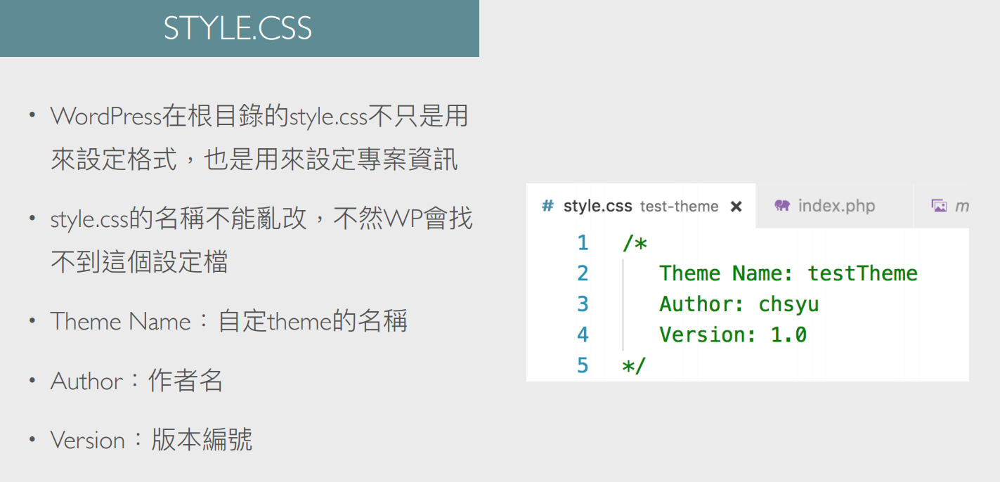 STYLE.CSS
• WordPress在根目錄的style.css不只是用
來設定格式，也是用來設定專案資訊
• style.css的名稱不能亂改，不然WP會找
不到這個設定檔
• Theme Name：自定theme的名稱
• Author：作者名
• Version：版本編號
# style.css test-theme × index.php m
1 /*
2 Theme Name: testTheme
3 Author: chsyu
4 Version: 1.0
5 */